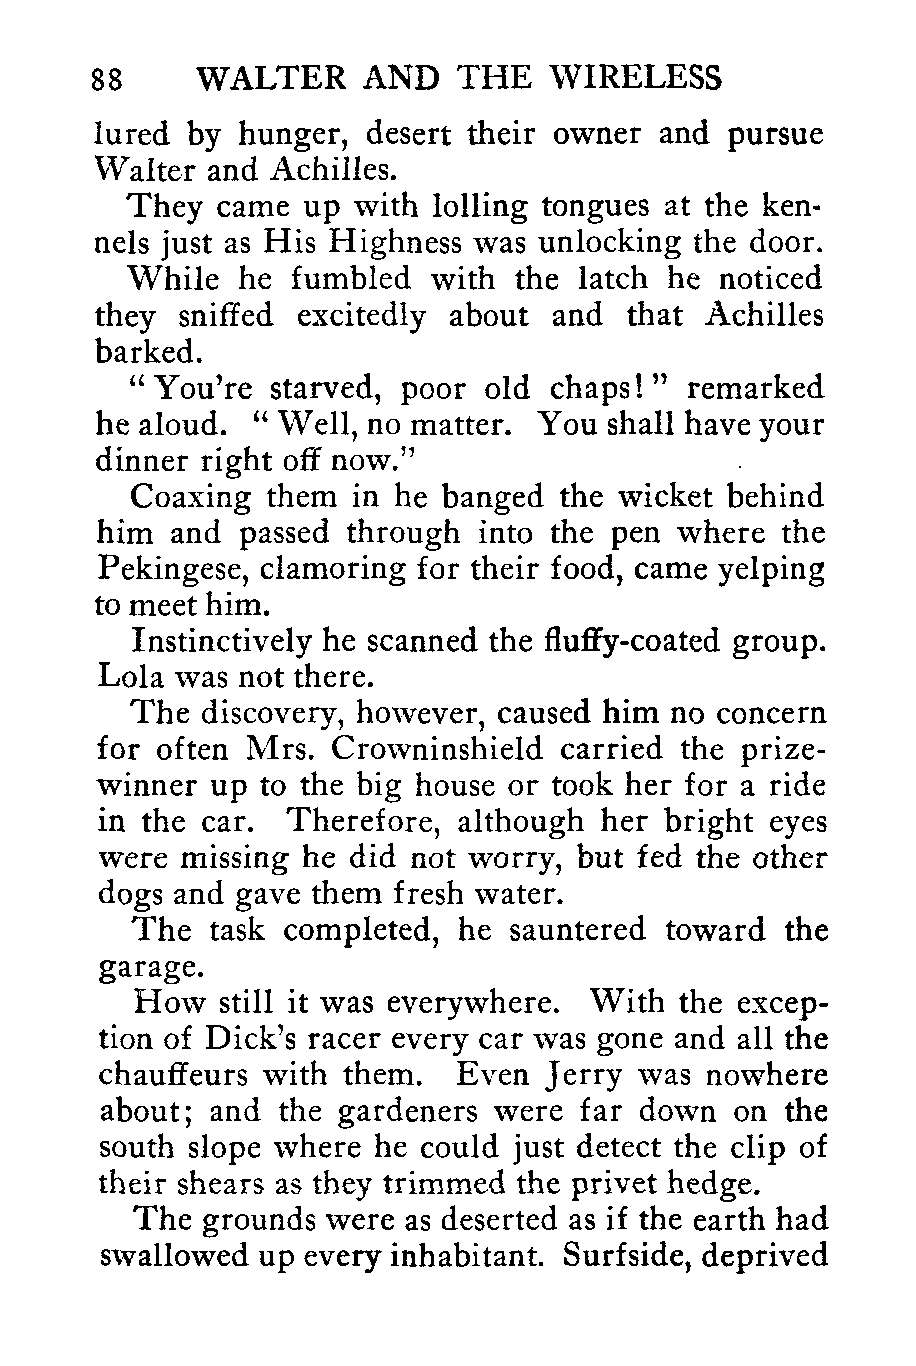 88 WALTER AND THE WIRELESS
lured by hunger, desert their owner and pursue
Walter and Achilles.
They came up with lolling tongues at the ken-
nels just as His Highness was unlocking the door.
While he fumbled with the latch he noticed
they sniffed excitedly about and that Achilles
barked.
“ You're starved, poor old chaps! ” remarked
he aloud. “ Well, no matter. You shall have your
dinner right off now.”
Coaxing them in he banged the wicket behind
him and passed through into the pen where the
Pekingese, clamoring for their food, came yelping
to meet him.
Instinctively he scanned the fluffy-coated group.
Lola was not there.
The discovery, however, caused him no concern
for often Mrs. Crowninshield carried the prize-
winner up to the big house or took her for a ride
in the car. Therefore, although her bright eyes
were missing he did not worry, but fed the other
dogs and gave them fresh water.
The task completed, he sauntered toward the
garage.
How still it was everywhere. With the excep-
tion of Dick's racer every car was gone and all the
chauffeurs with them. Even Jerry was nowhere
about; and the gardeners were far down on the
south slope where he could just detect the clip of
their shears as they trimmed the privet hedge.
The grounds were as deserted as if the earth had
swallowed up every inhabitant. Surfside, deprived